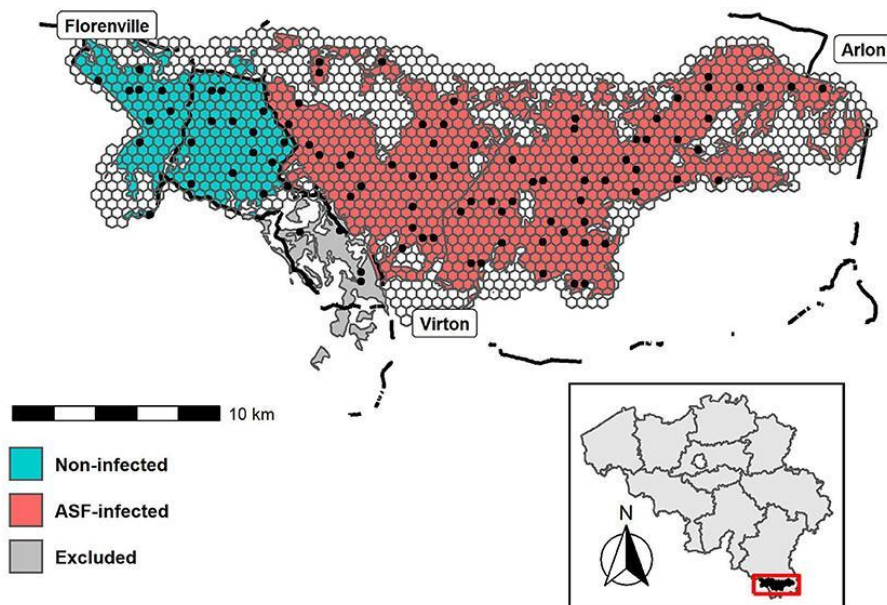 Florenville
Arlon
Virton
10 km
Non-infected
ASF-infected
Excluded
N